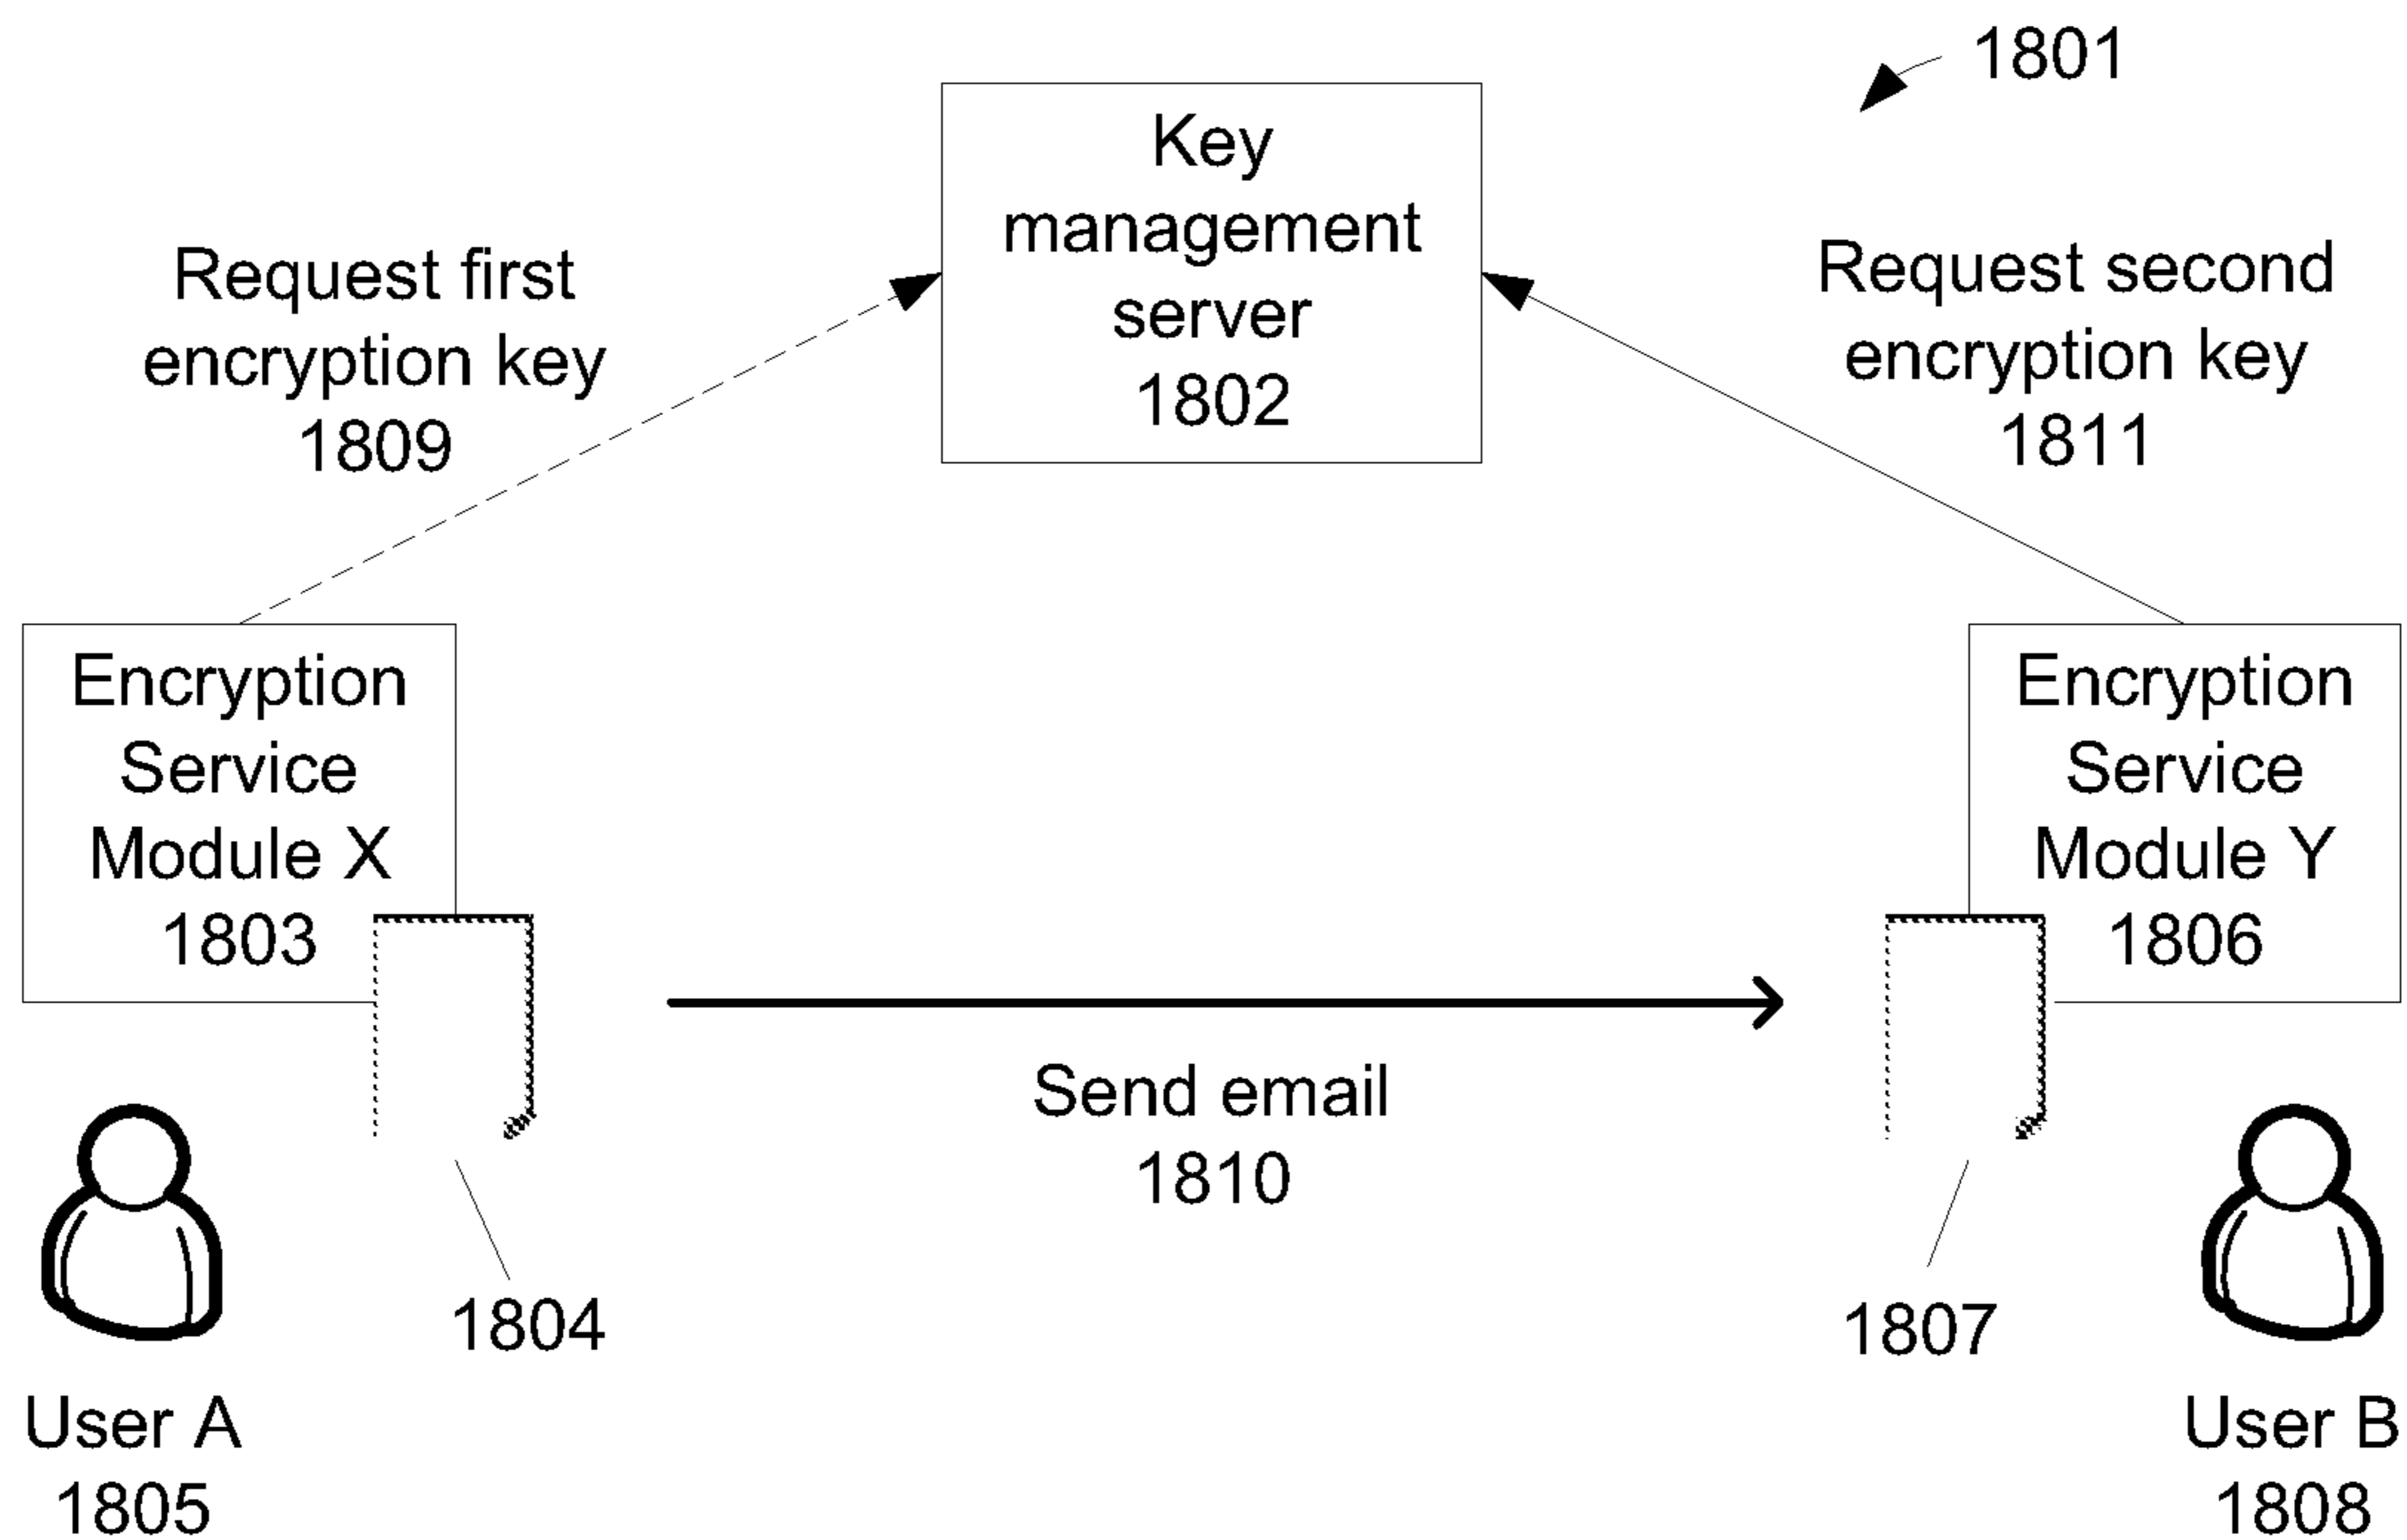 1801
Key
management
server
1802
Request first
encryption key
1809
Request second
encryption key
1811
Encryption
Service
Module X
1803
Encryption
Service
Module Y
1806
Send email
1810
1804
1807
User A
1805
User B
1808